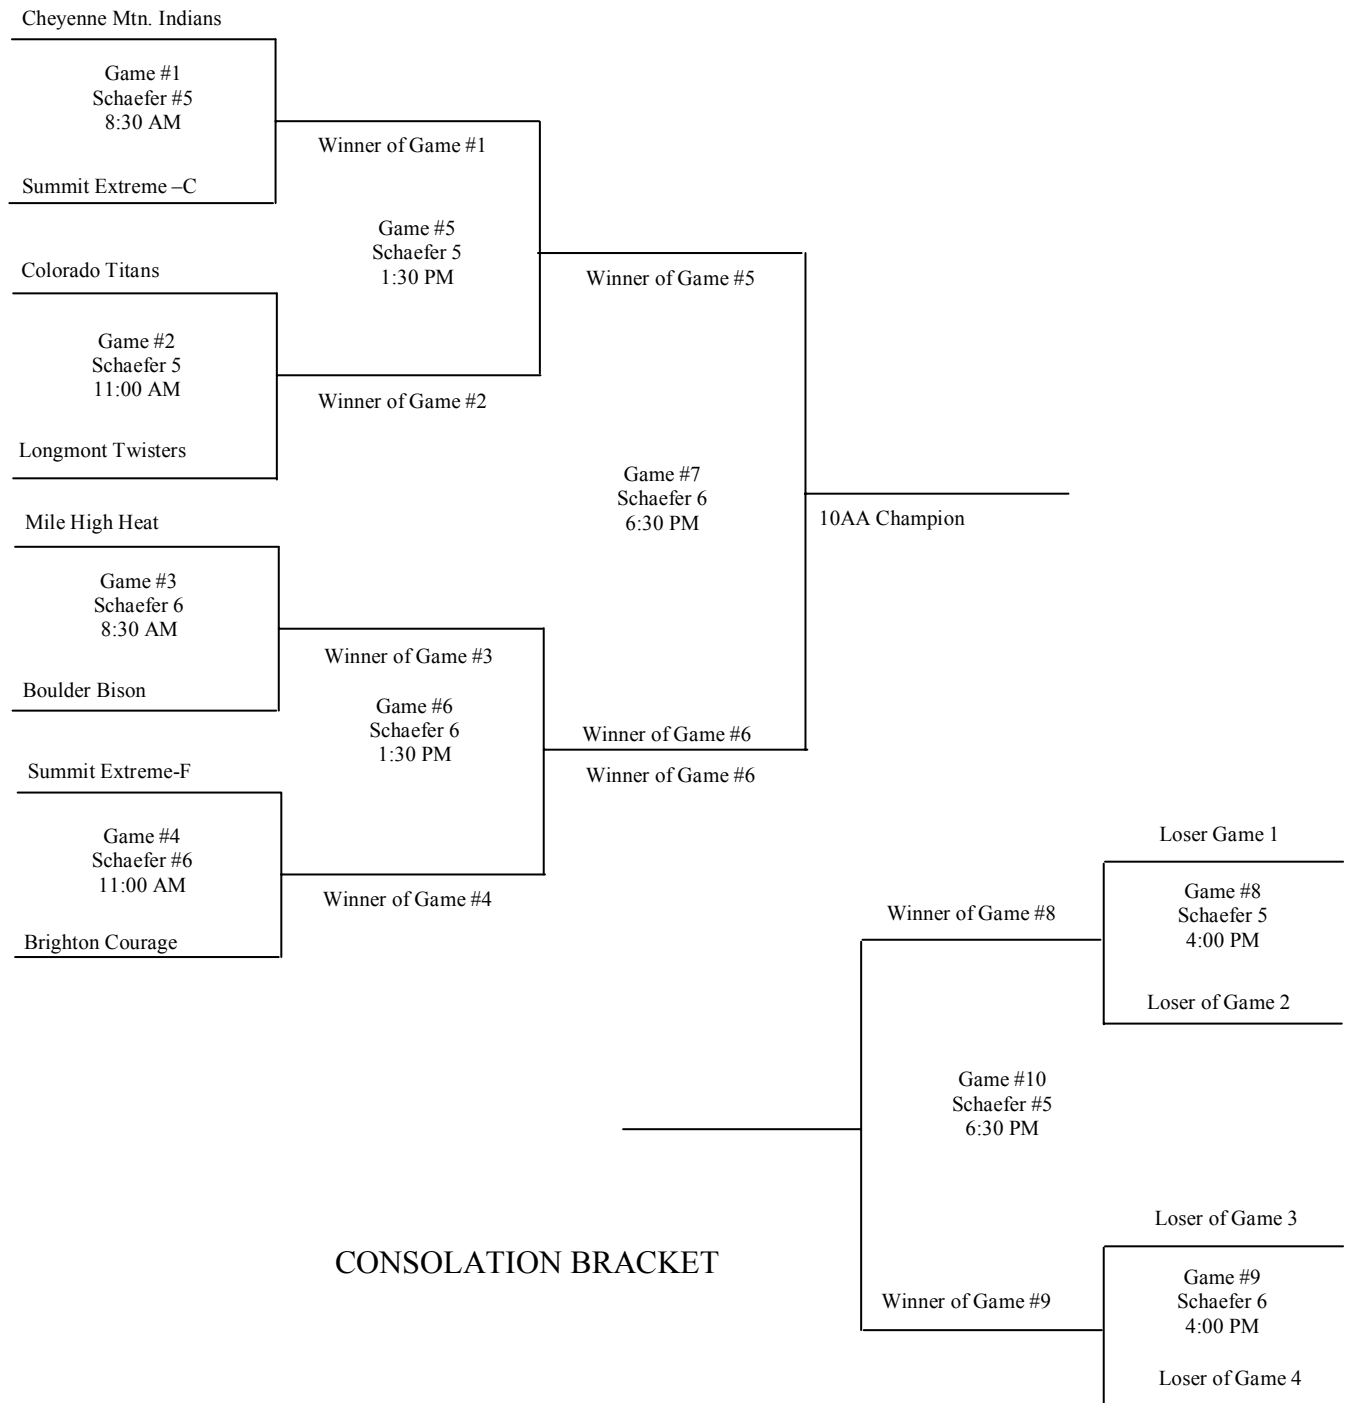 Cheyenne Mtn. Indians
Game #1
Schaefer #5
8:30 AM
Summit Extreme –C
Winner of Game #1
Game #5
Schaefer 5
1:30 PM
Winner of Game #5
Colorado Titans
Game #2
Schaefer 5
11:00 AM
Winner of Game #2
Longmont Twisters
Game #7
Schaefer 6
6:30 PM
10AA Champion
Mile High Heat
Game #3
Schaefer 6
8:30 AM
Winner of Game #3
Boulder Bison
Game #6
Schaefer 6
1:30 PM
Winner of Game #6
Winner of Game #6
Summit Extreme-F
Game #4
Schaefer #6
11:00 AM
Winner of Game #4
Brighton Courage
Loser Game 1
Game #8
Schaefer 5
4:00 PM
Winner of Game #8
Loser of Game 2
Game #10
Schaefer #5
6:30 PM
Loser of Game 3
CONSOLATION BRACKET
Game #9
Schaefer 6
4:00 PM
Winner of Game #9
Loser of Game 4